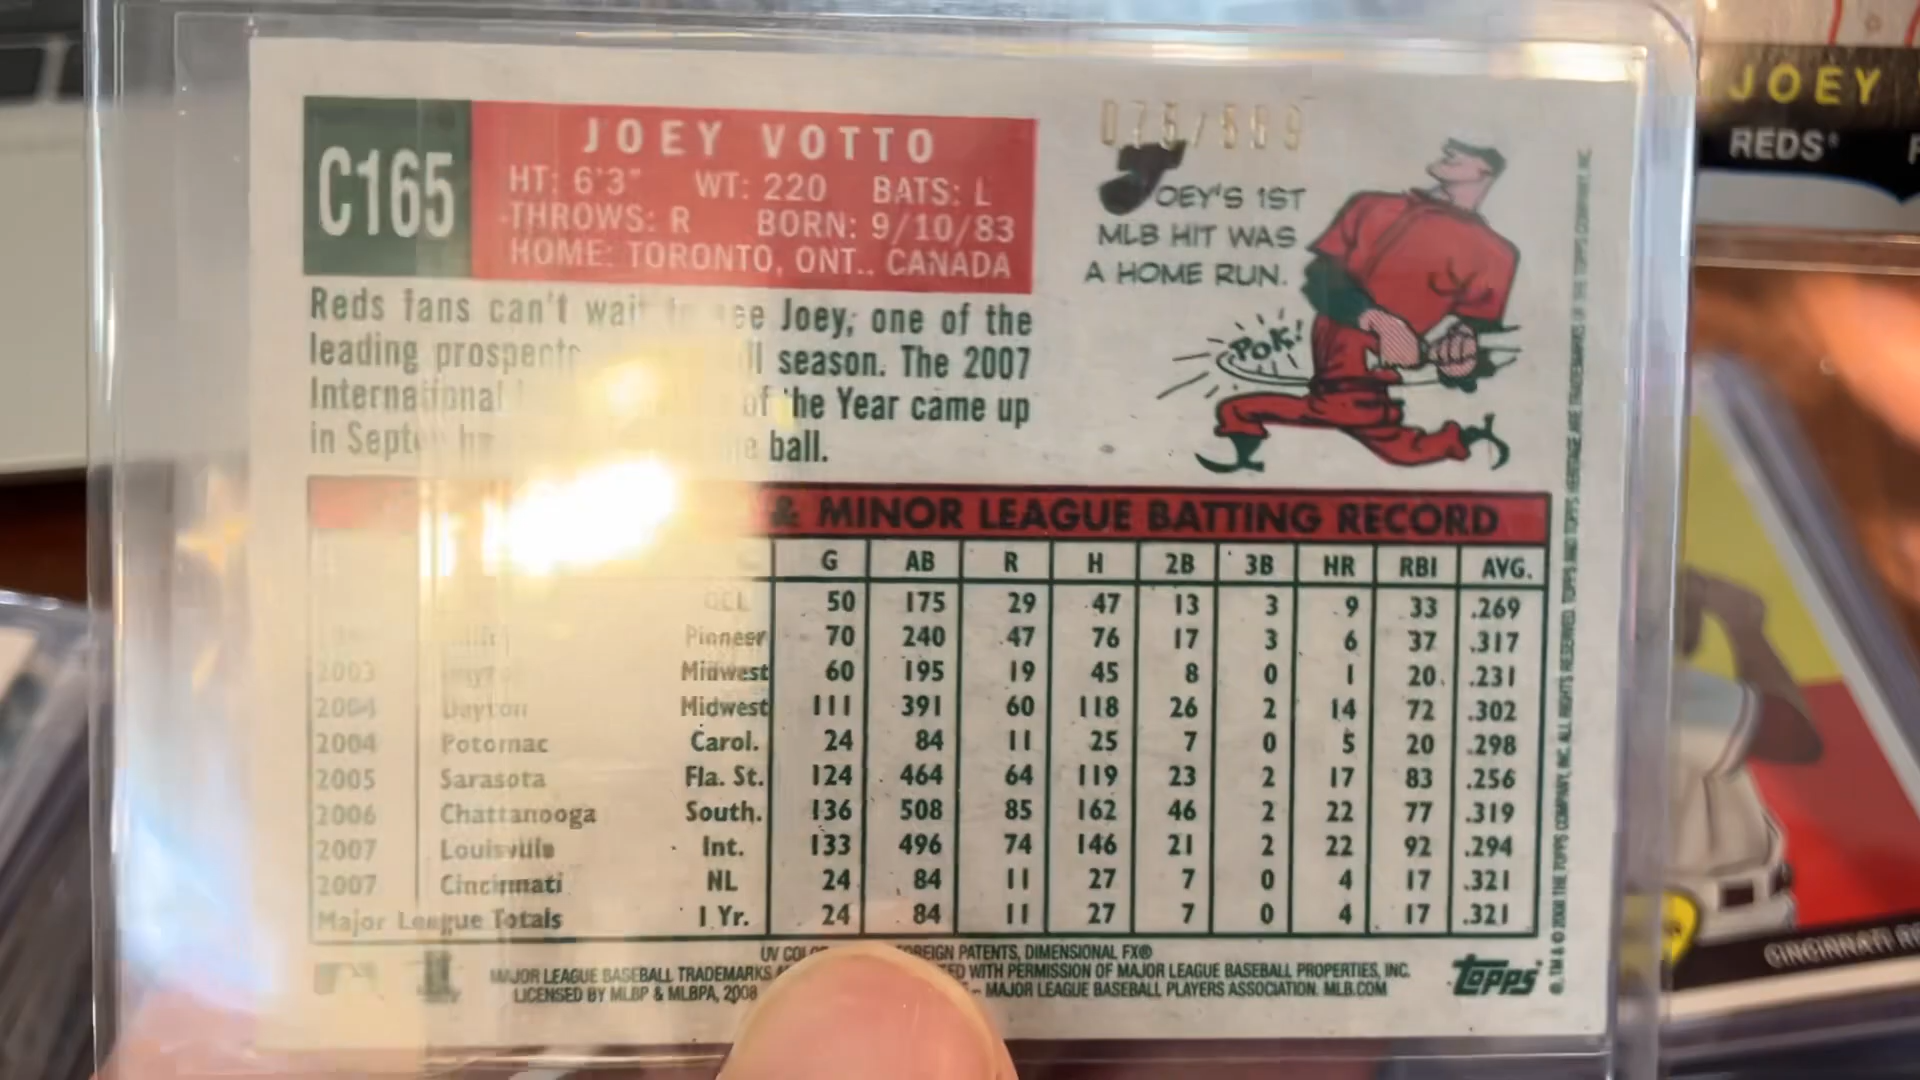 JOEY
REDS
C165
JOEY VOTTO
HT: 6'3" WT: 220 BATS: L
THROWS: R BORN: 9/10/83
HOME: TORONTO, ONT., CANADA
JOEY'S 1ST
MLB HIT WAS
A HOME RUN.
POK!
Reds fans can't wait to see Joey, one of the
leading season. The 2007
International of the Year came up
in ball.
& MINOR LEAGUE BATTING RECORD
G AB R H 2B 3B HR RBI AVG.
GCL 50 175 29 47 13 3 9 33 .269
Pioneer 70 240 47 76 17 3 6 37 .317
2003 Midwest 60 195 19 45 8 0 1 20 .231
2004 Dayton Midwest 111 391 60 118 26 2 14 72 .302
2004 Potomac Carol. 24 84 11 25 7 0 5 20 .298
2005 Sarasota Fla. St. 124 464 64 119 23 2 17 83 .256
2006 Chattanooga South. 136 508 85 162 46 2 22 77 .319
2007 Louisville Int. 133 496 74 146 21 2 22 92 .294
2007 Cincinnati NL 24 84 11 27 7 0 4 17 .321
Major League Totals 1 Yr. 24 84 11 27 7 0 4 17 .321
UV FOREIGN PATENTS, DIMENSIONAL FX®
MAJOR LEAGUE BASEBALL TRADEMARKS WITH PERMISSION OF MAJOR LEAGUE BASEBALL PROPERTIES, INC.
LICENSED BY MLBP & MLBPA, 2008 – MAJOR LEAGUE BASEBALL PLAYERS ASSOCIATION. MLB.COM
Topps
CINCINNATI